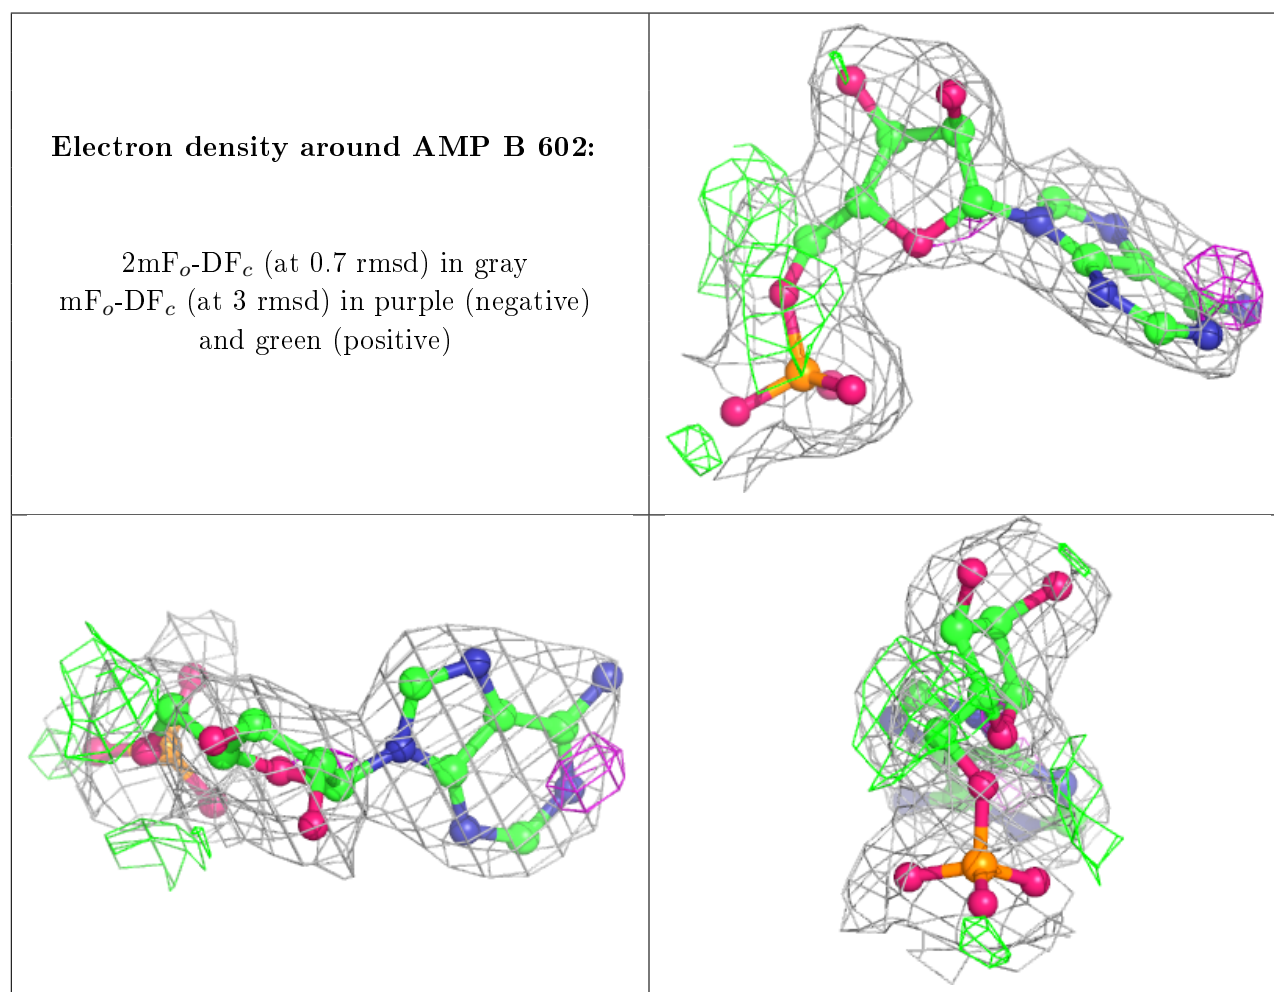 Electron density around AMP B 602:
2mFo-DFc (at 0.7 rmsd) in gray
mFo-DFc (at 3 rmsd) in purple (negative)
and green (positive)